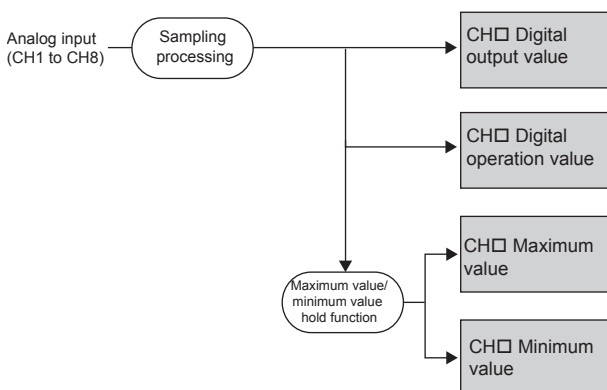 Analog input
(CH1 to CH8)
Sampling
processing
CH□ Digital
output value
CH□ Digital
operation value
Maximum value/
minimum value
hold function
CH□ Maximum
value
CH□ Minimum
value